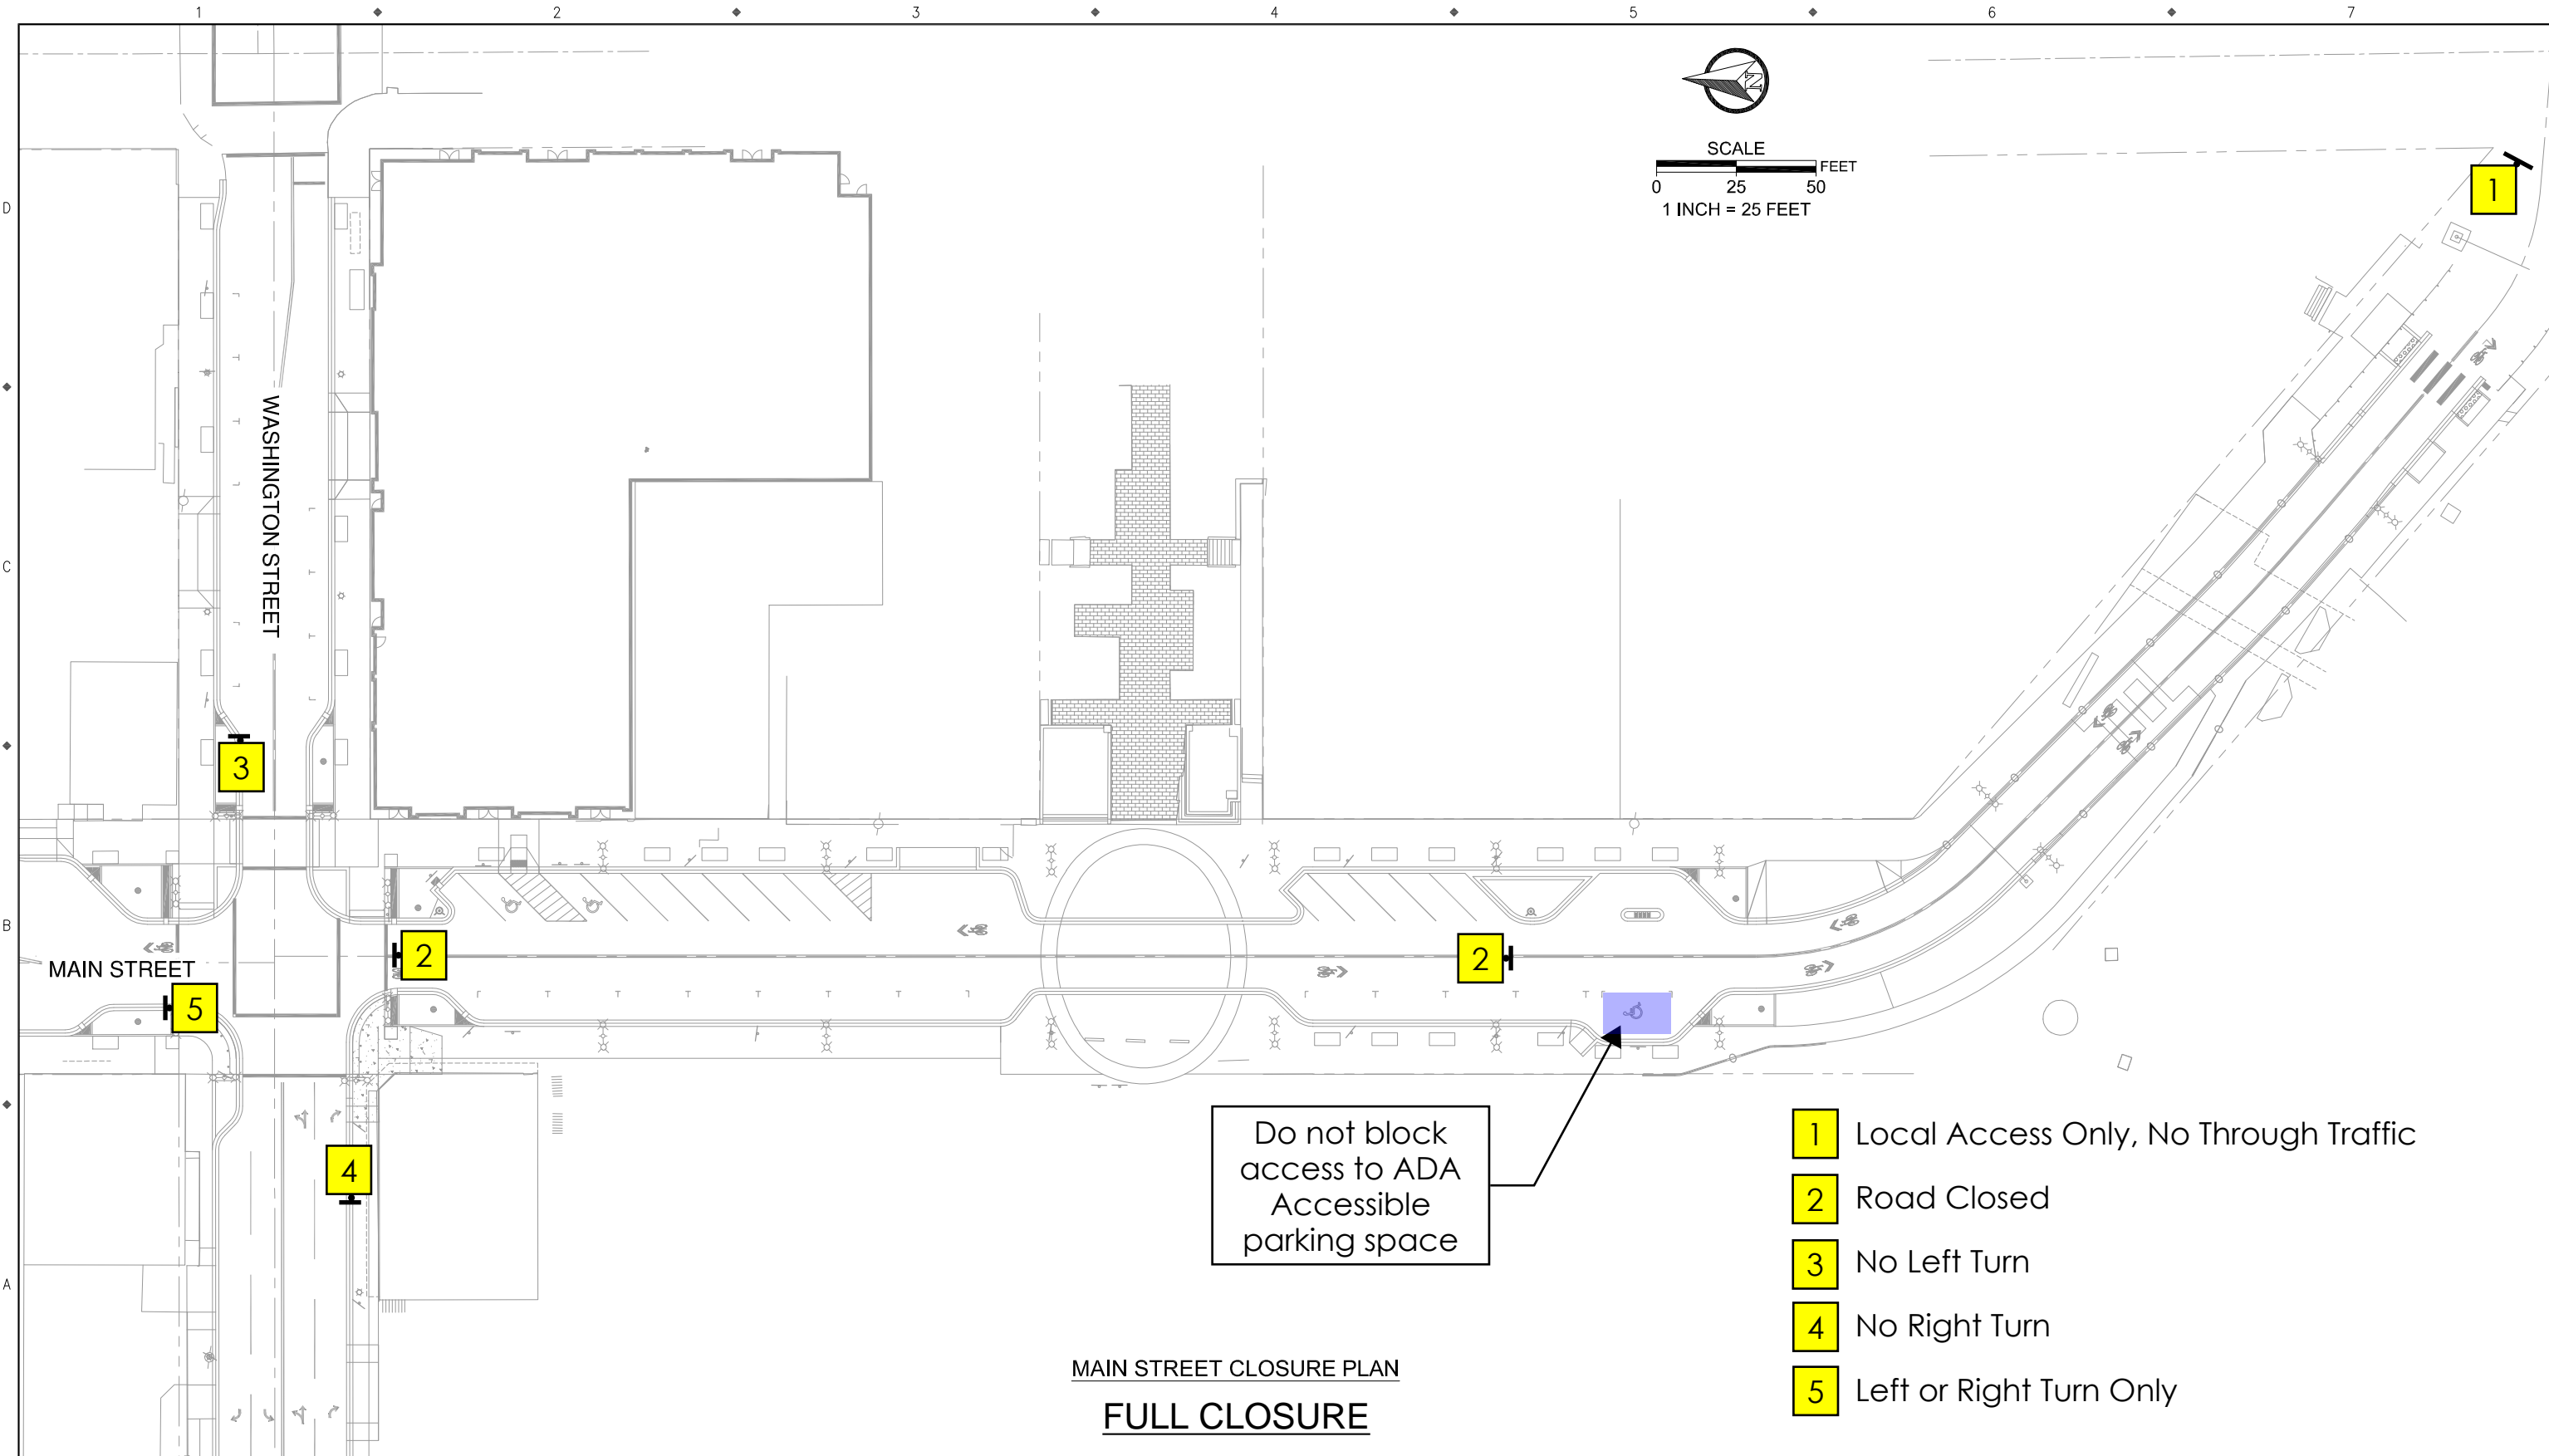 1 2 3 4 5 6 7
N
SCALE
FEET
0 25 50
1 INCH = 25 FEET
1
D
WASHINGTON STREET
C
3
B
2
2
MAIN STREET
5
4
A
Do not block
access to ADA
Accessible
parking space
1 Local Access Only, No Through Traffic
2 Road Closed
3 No Left Turn
4 No Right Turn
5 Left or Right Turn Only
MAIN STREET CLOSURE PLAN
FULL CLOSURE